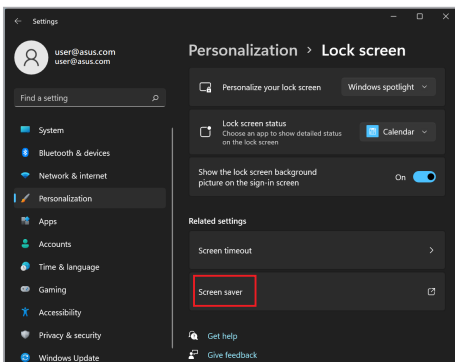 Settings
user@asus.com
user@asus.com
Find a setting
System
Bluetooth & devices
Network & internet
Personalization
Apps
Accounts
Time & language
Gaming
Accessibility
Privacy & security
Windows Update
Personalization > Lock screen
Personalize your lock screen
Windows spotlight
Lock screen status
Choose an app to show detailed status
on the lock screen
Calendar
Show the lock screen background
picture on the sign-in screen
On
Related settings
Screen timeout
Screen saver
Get help
Give feedback